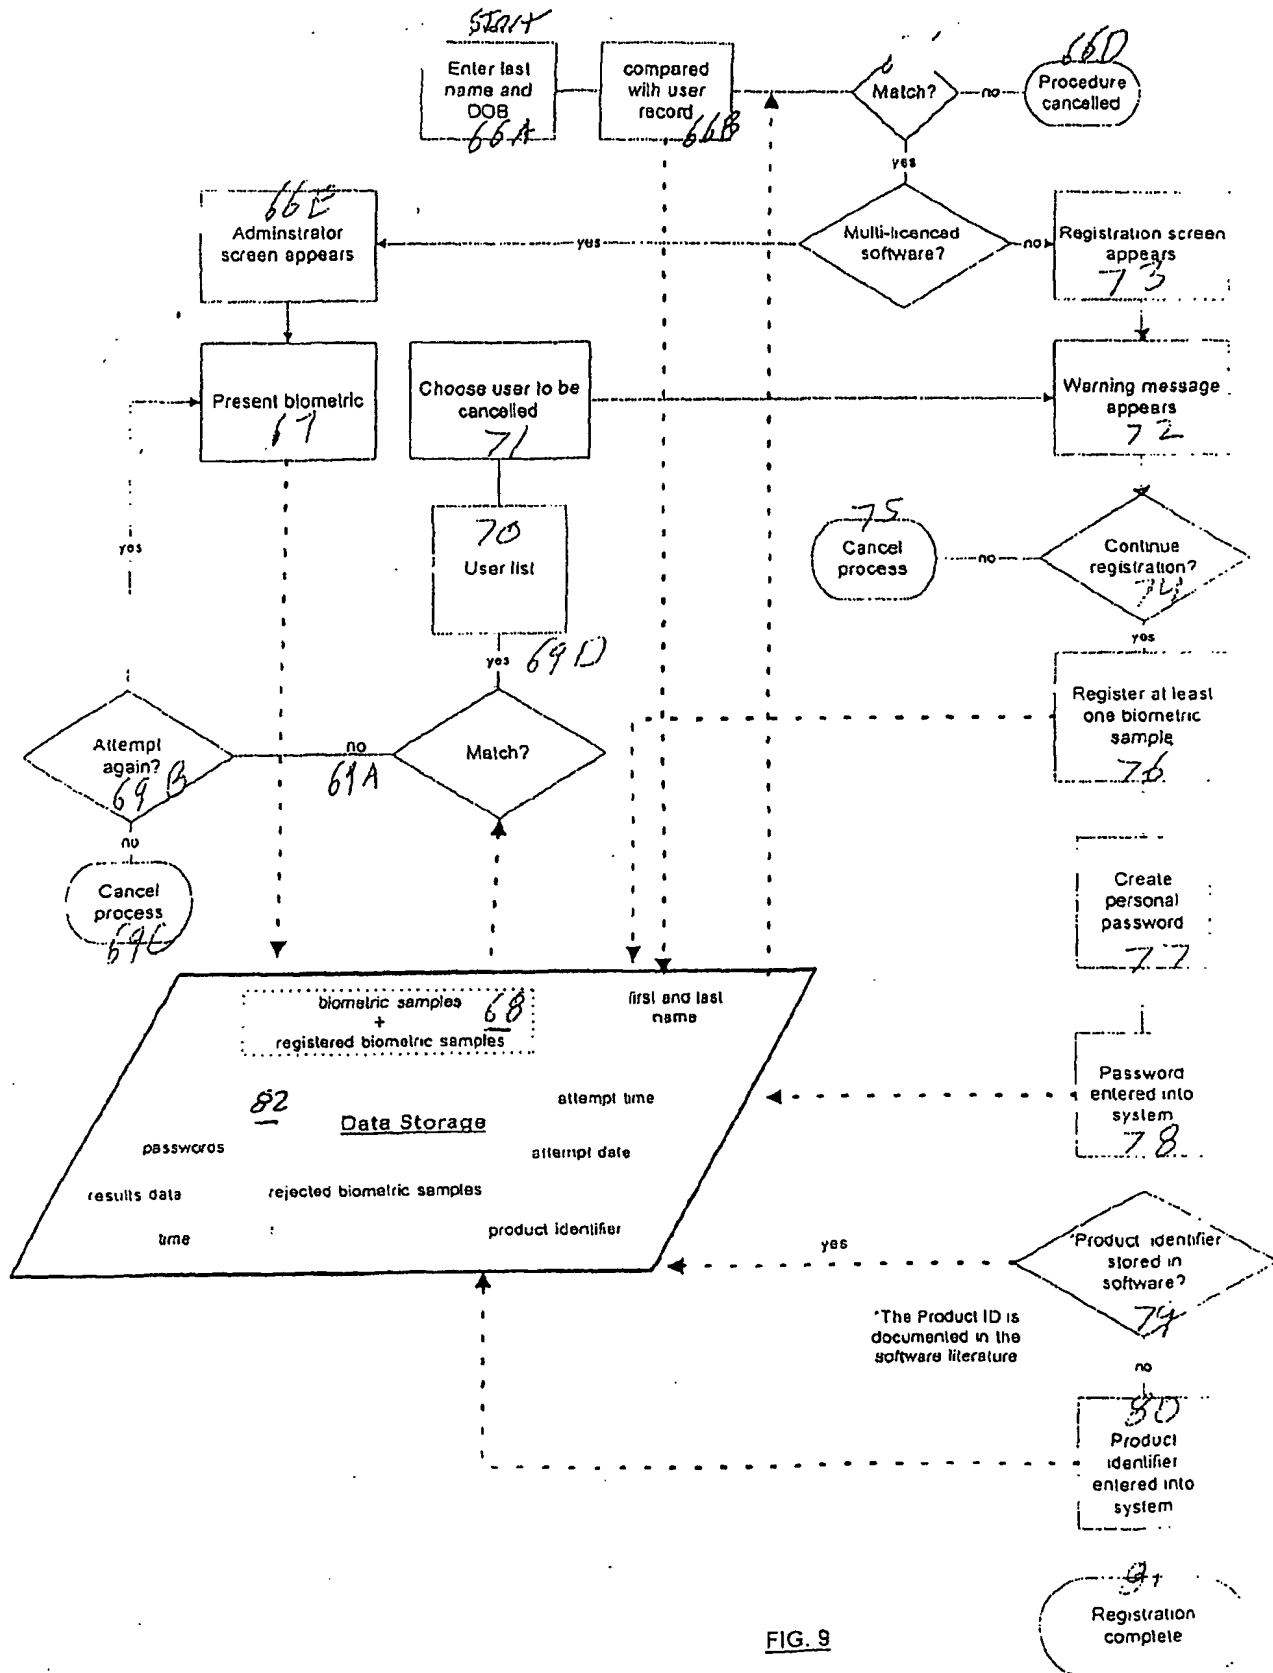 START
Enter last
name and
DOB
66A
compared
with user
record
66B
Match?
no
66D
Procedure
cancelled
yes
66E
Adminstrator
screen appears
yes
Multi-licenced
software?
no
Registration screen
appears
73
Present biometric
67
Choose user to be
cancelled
71
Warning message
appears
72
yes
70
User list
75
Cancel
process
no
Continue
registration?
74
yes
yes
69D
Register at least
one biometric
sample
76
Attempt
again?
69B
no
69A
Match?
no
Cancel
process
69C
Create
personal
password
77
biometric samples
+
registered biometric samples
68
first and last
name
Password
entered into
system
78
82
Data Storage
attempt time
passwords
attempt date
results data
rejected biometric samples
time
product identifier
yes
*Product identifier
stored in
software?
79
*The Product ID is
documented in the
software literature
no
80
Product
identifier
entered into
system
Registration
complete
FIG. 9